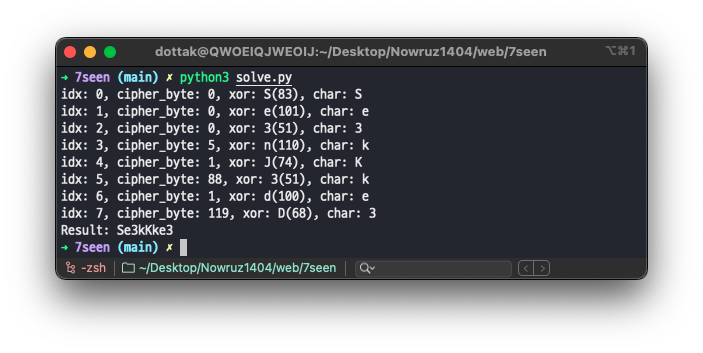 dottak@QWOEIQJWEOIJ:~/Desktop/Nowruz1404/web/7seen ⌥⌘1
➜ 7seen (main) ✗ python3 solve.py
idx: 0, cipher_byte: 0, xor: S(83), char: S
idx: 1, cipher_byte: 0, xor: e(101), char: e
idx: 2, cipher_byte: 0, xor: 3(51), char: 3
idx: 3, cipher_byte: 5, xor: n(110), char: k
idx: 4, cipher_byte: 1, xor: J(74), char: K
idx: 5, cipher_byte: 88, xor: 3(51), char: k
idx: 6, cipher_byte: 1, xor: d(100), char: e
idx: 7, cipher_byte: 119, xor: D(68), char: 3
Result: Se3kKke3
➜ 7seen (main) ✗
-zsh ~/Desktop/Nowruz1404/web/7seen